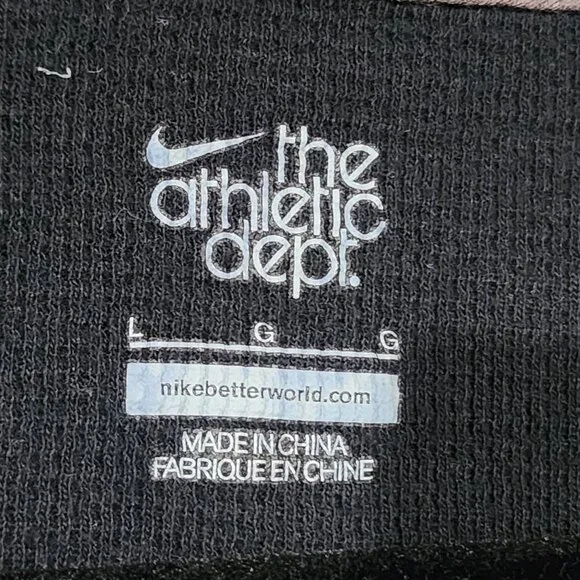 the
athletic
dept.
L G G
nikebetterworld.com
MADE IN CHINA
FABRIQUE EN CHINE